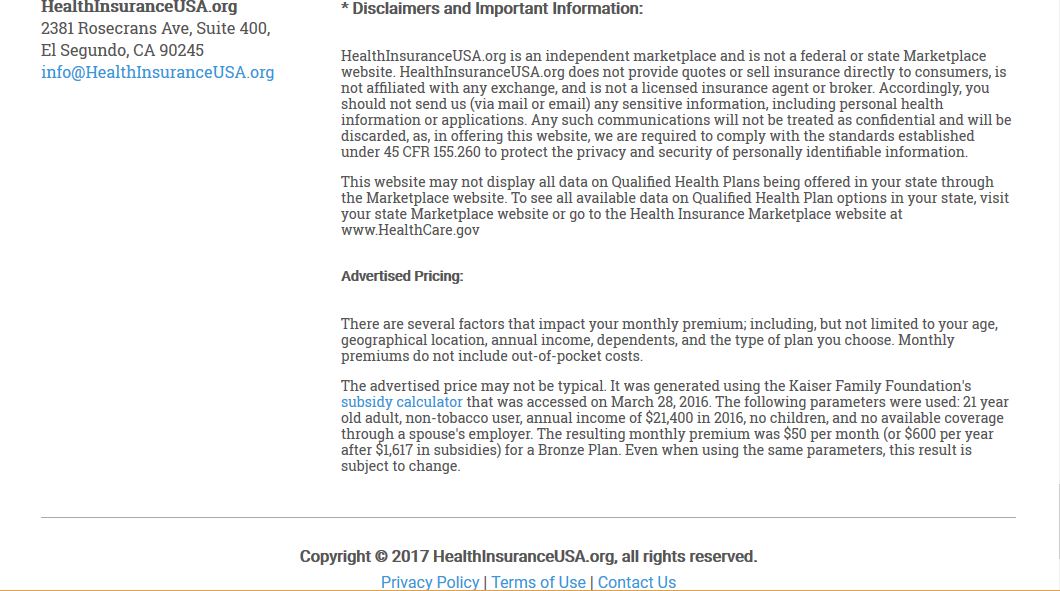 HealthInsuranceUSA.org
2381 Rosecrans Ave, Suite 400,
El Segundo, CA 90245
info@HealthInsuranceUSA.org
* Disclaimers and Important Information:
HealthInsuranceUSA.org is an independent marketplace and is not a federal or state Marketplace
website. HealthInsuranceUSA.org does not provide quotes or sell insurance directly to consumers, is
not affiliated with any exchange, and is not a licensed insurance agent or broker. Accordingly, you
should not send us (via mail or email) any sensitive information, including personal health
information or applications. Any such communications will not be treated as confidential and will be
discarded, as, in offering this website, we are required to comply with the standards established
under 45 CFR 155.260 to protect the privacy and security of personally identifiable information.
This website may not display all data on Qualified Health Plans being offered in your state through
the Marketplace website. To see all available data on Qualified Health Plan options in your state, visit
your state Marketplace website or go to the Health Insurance Marketplace website at
www.HealthCare.gov
Advertised Pricing:
There are several factors that impact your monthly premium; including, but not limited to your age,
geographical location, annual income, dependents, and the type of plan you choose. Monthly
premiums do not include out-of-pocket costs.
The advertised price may not be typical. It was generated using the Kaiser Family Foundation's
subsidy calculator that was accessed on March 28, 2016. The following parameters were used: 21 year
old adult, non-tobacco user, annual income of $21,400 in 2016, no children, and no available coverage
through a spouse's employer. The resulting monthly premium was $50 per month (or $600 per year
after $1,617 in subsidies) for a Bronze Plan. Even when using the same parameters, this result is
subject to change.
Copyright © 2017 HealthInsuranceUSA.org, all rights reserved.
Privacy Policy | Terms of Use | Contact Us